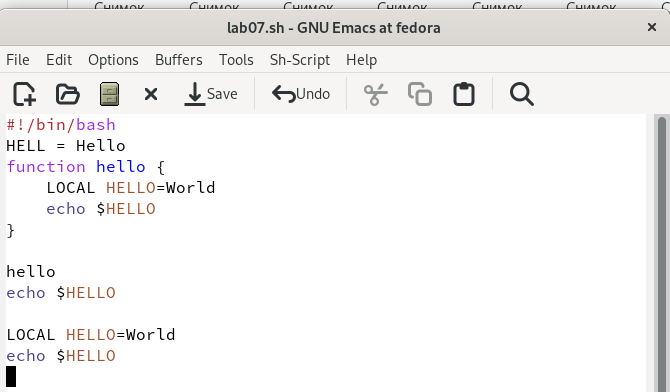 Снимок Снимок Снимок Снимок Снимок Снимок
lab07.sh - GNU Emacs at fedora ×
File Edit Options Buffers Tools Sh-Script Help
Save Undo
#!/bin/bash
HELL = Hello
function hello {
    LOCAL HELLO=World
    echo $HELLO
}
hello
echo $HELLO
LOCAL HELLO=World
echo $HELLO